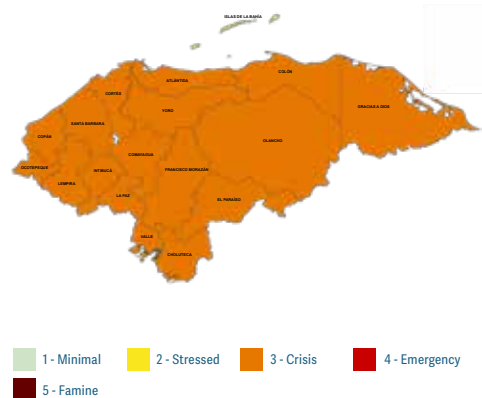 ISLAS DE LA BAHÍA
COLÓN
ATLÁNTIDA
CORTÉS
GRACIAS A DIOS
YORO
SANTA BARBARA
COPÁN
OLANCHO
COMAYAGUA
OCOTEPEQUE
INTIBUCÁ
FRANCISCO MORAZÁN
LEMPIRA
LA PAZ
EL PARAÍSO
VALLE
CHOLUTECA
1 - Minimal
2 - Stressed
3 - Crisis
4 - Emergency
5 - Famine